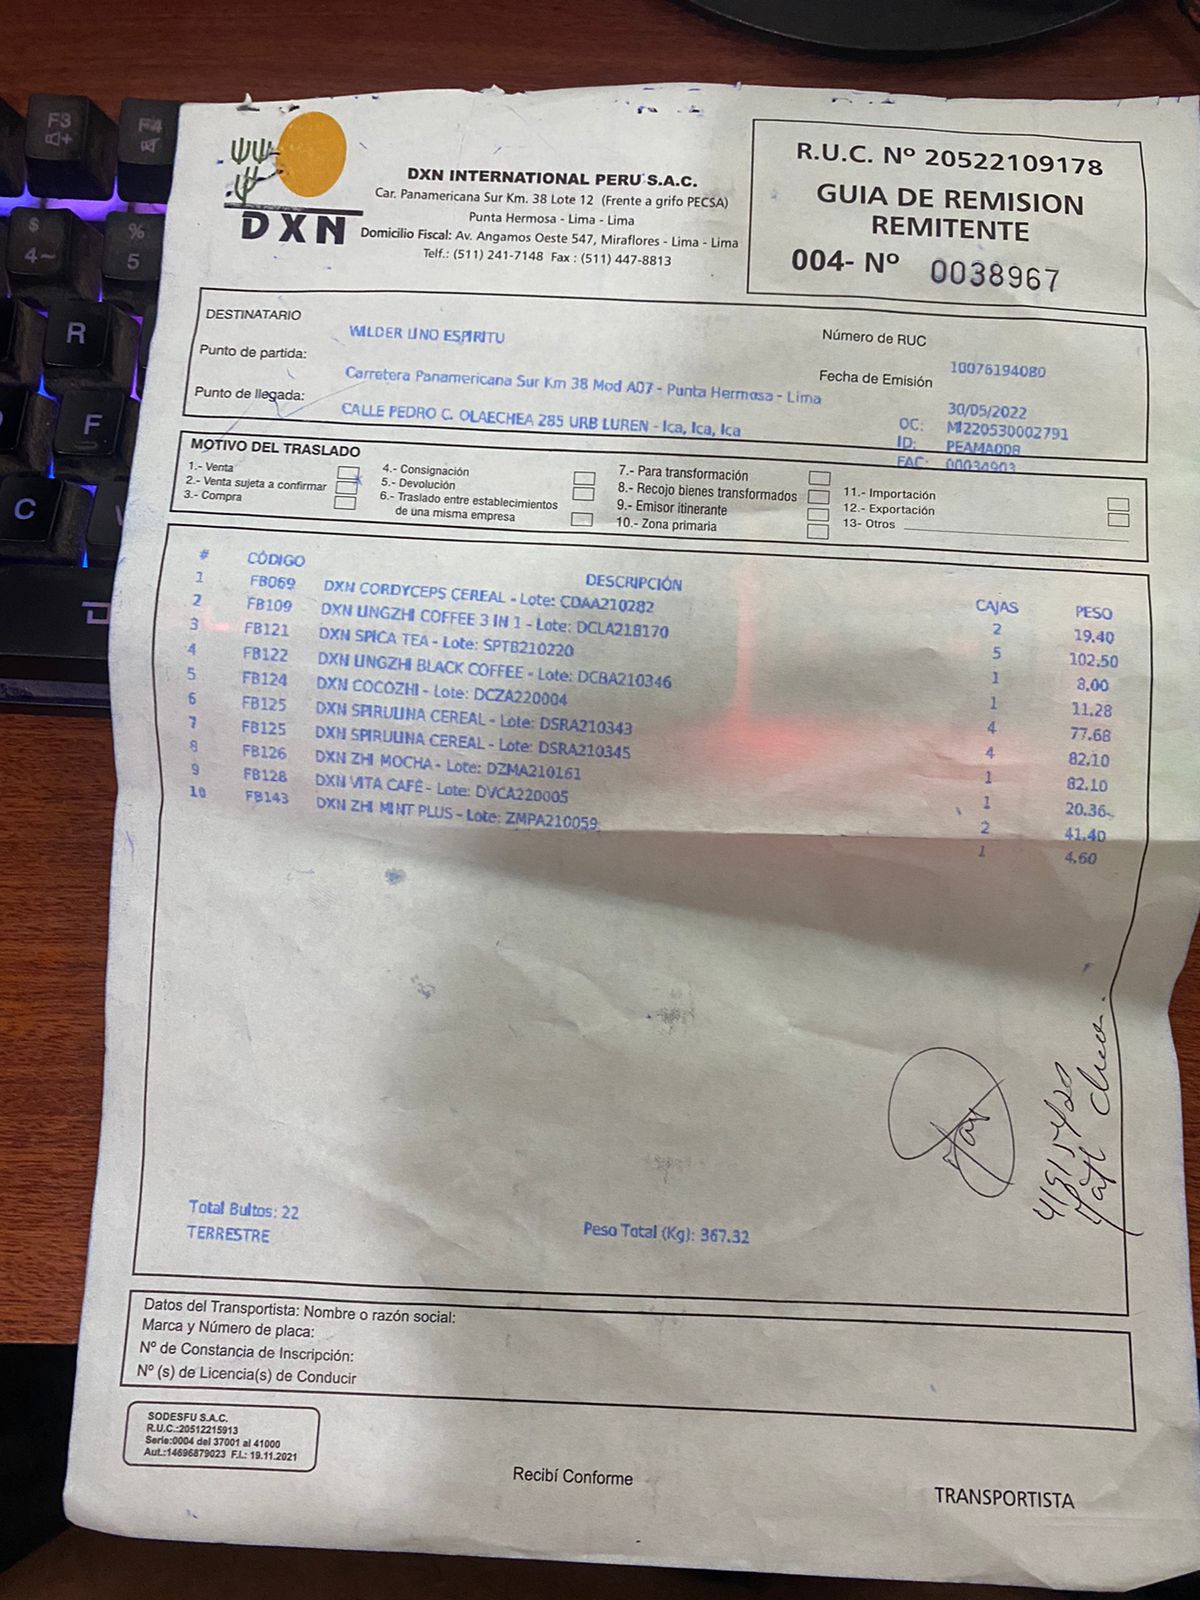 DXN
DXN INTERNATIONAL PERU S.A.C.
Car. Panamericana Sur Km. 38 Lote 12 (Frente a grifo PECSA)
Punta Hermosa - Lima - Lima
Domicilio Fiscal: Av. Angamos Oeste 547, Miraflores - Lima - Lima
Telf.: (511) 241-7148 Fax : (511) 447-8813
R.U.C. Nº 20522109178
GUIA DE REMISION
REMITENTE
004- Nº 0038967
DESTINATARIO WILDER LINO ESPIRITU
Número de RUC 10076194080
Punto de partida: Carretera Panamericana Sur Km 38 Mod A07 - Punta Hermosa - Lima
Fecha de Emisión 30/05/2022
Punto de llegada: CALLE PEDRO C. OLAECHEA 285 URB LUREN - Ica, Ica, Ica
OC: MI220530002791
ID: PEAMA008
FAC: 00034903
MOTIVO DEL TRASLADO
1.- Venta
2.- Venta sujeta a confirmar
3.- Compra
4.- Consignación
5.- Devolución
6.- Traslado entre establecimientos
de una misma empresa
7.- Para transformación
8.- Recojo bienes transformados
9.- Emisor itinerante
10.- Zona primaria
11.- Importación
12.- Exportación
13- Otros
# CÓDIGO DESCRIPCIÓN CAJAS PESO
1 FB069 DXN CORDYCEPS CEREAL - Lote: CDAA210282 2 19.40
2 FB109 DXN LINGZHI COFFEE 3 IN 1 - Lote: DCLA218170 5 102.50
3 FB121 DXN SPICA TEA - Lote: SPTB210220 1 8.00
4 FB122 DXN LINGZHI BLACK COFFEE - Lote: DCBA210346 1 11.28
5 FB124 DXN COCOZHI - Lote: DCZA220004 4 77.68
6 FB125 DXN SPIRULINA CEREAL - Lote: DSRA210343 4 82.10
7 FB125 DXN SPIRULINA CEREAL - Lote: DSRA210345 1 82.10
8 FB126 DXN ZHI MOCHA - Lote: DZMA210161 1 20.36
9 FB128 DXN VITA CAFÉ - Lote: DVCA220005 2 41.40
10 FB143 DXN ZHI MINT PLUS - Lote: ZMPA210059 1 4.60
Total Bultos: 22
TERRESTRE
Peso Total (Kg): 367.32
Datos del Transportista: Nombre o razón social:
Marca y Número de placa:
Nº de Constancia de Inscripción:
Nº (s) de Licencia(s) de Conducir
SODESFU S.A.C.
R.U.C.:20512215913
Serie:0004 del 37001 al 41000
Aut.:14696879023 F.I.: 19.11.2021
Recibí Conforme
TRANSPORTISTA
F3
F4
$
4
%
5
R
F
C